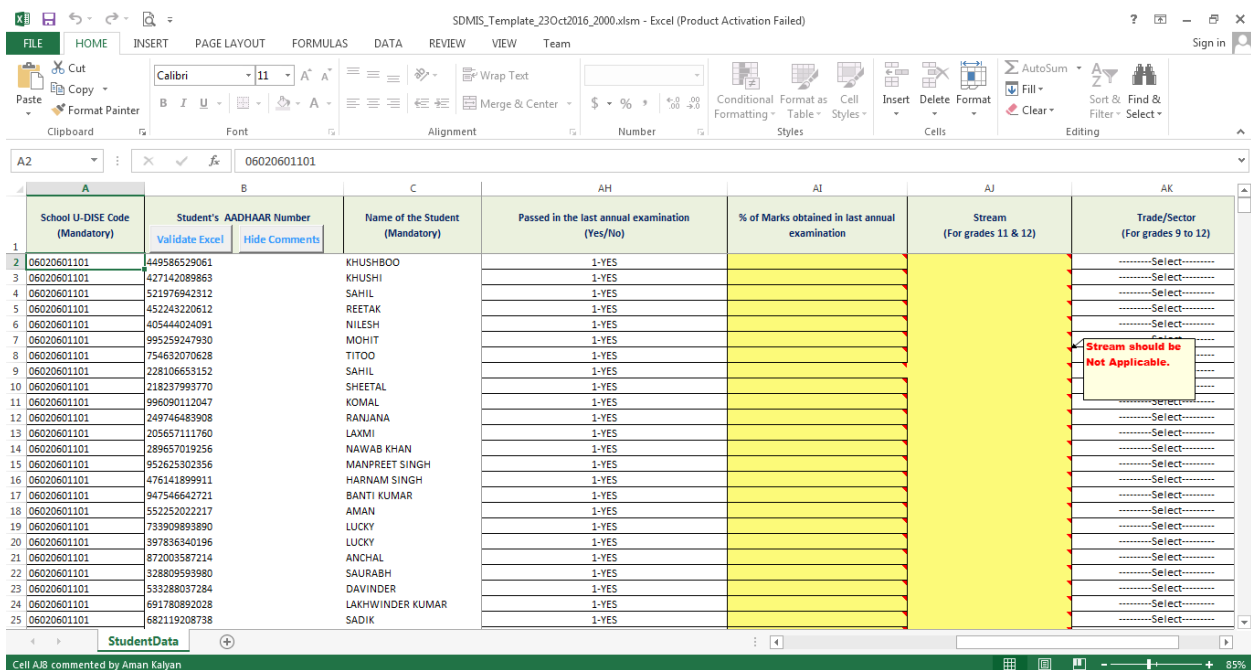 SDMIS_Template_23Oct2016_2000.xlsm - Excel (Product Activation Failed)
FILE HOME INSERT PAGE LAYOUT FORMULAS DATA REVIEW VIEW Team Sign in
Paste Cut Copy Format Painter Clipboard
Calibri 11 B I U Font
Wrap Text Merge & Center Alignment
$ % Number
Conditional Formatting Format as Table Cell Styles Styles
Insert Delete Format Cells
AutoSum Fill Clear Sort & Filter Find & Select Editing
A2 fx 06020601101
A B C AH AI AJ AK
1 School U-DISE Code (Mandatory) Student's AADHAAR Number Validate Excel Hide Comments Name of the Student (Mandatory) Passed in the last annual examination (Yes/No) % of Marks obtained in last annual examination Stream (For grades 11 & 12) Trade/Sector (For grades 9 to 12)
2 06020601101 449586529061 KHUSHBOO 1-YES ---------Select---------
3 06020601101 427142089863 KHUSHI 1-YES ---------Select---------
4 06020601101 521976942312 SAHIL 1-YES ---------Select---------
5 06020601101 452243220612 REETAK 1-YES ---------Select---------
6 06020601101 405444024091 NILESH 1-YES ---------Select---------
7 06020601101 995259247930 MOHIT 1-YES
8 06020601101 754632070628 TITOO 1-YES
Stream should be
Not Applicable.
9 06020601101 228106653152 SAHIL 1-YES
10 06020601101 218237993770 SHEETAL 1-YES
11 06020601101 996090112047 KOMAL 1-YES ---------Select---------
12 06020601101 249746483908 RANJANA 1-YES ---------Select---------
13 06020601101 205657111760 LAXMI 1-YES ---------Select---------
14 06020601101 289657019256 NAWAB KHAN 1-YES ---------Select---------
15 06020601101 952625302356 MANPREET SINGH 1-YES ---------Select---------
16 06020601101 476141899911 HARNAM SINGH 1-YES ---------Select---------
17 06020601101 947546642721 BANTI KUMAR 1-YES ---------Select---------
18 06020601101 552252022217 AMAN 1-YES ---------Select---------
19 06020601101 733909893890 LUCKY 1-YES ---------Select---------
20 06020601101 397836340196 LUCKY 1-YES ---------Select---------
21 06020601101 872003587214 ANCHAL 1-YES ---------Select---------
22 06020601101 328809593980 SAURABH 1-YES ---------Select---------
23 06020601101 533288037284 DAVINDER 1-YES ---------Select---------
24 06020601101 691780892028 LAKHWINDER KUMAR 1-YES ---------Select---------
25 06020601101 682119208738 SADIK 1-YES ---------Select---------
StudentData
Cell AJ8 commented by Aman Kalyan 85%